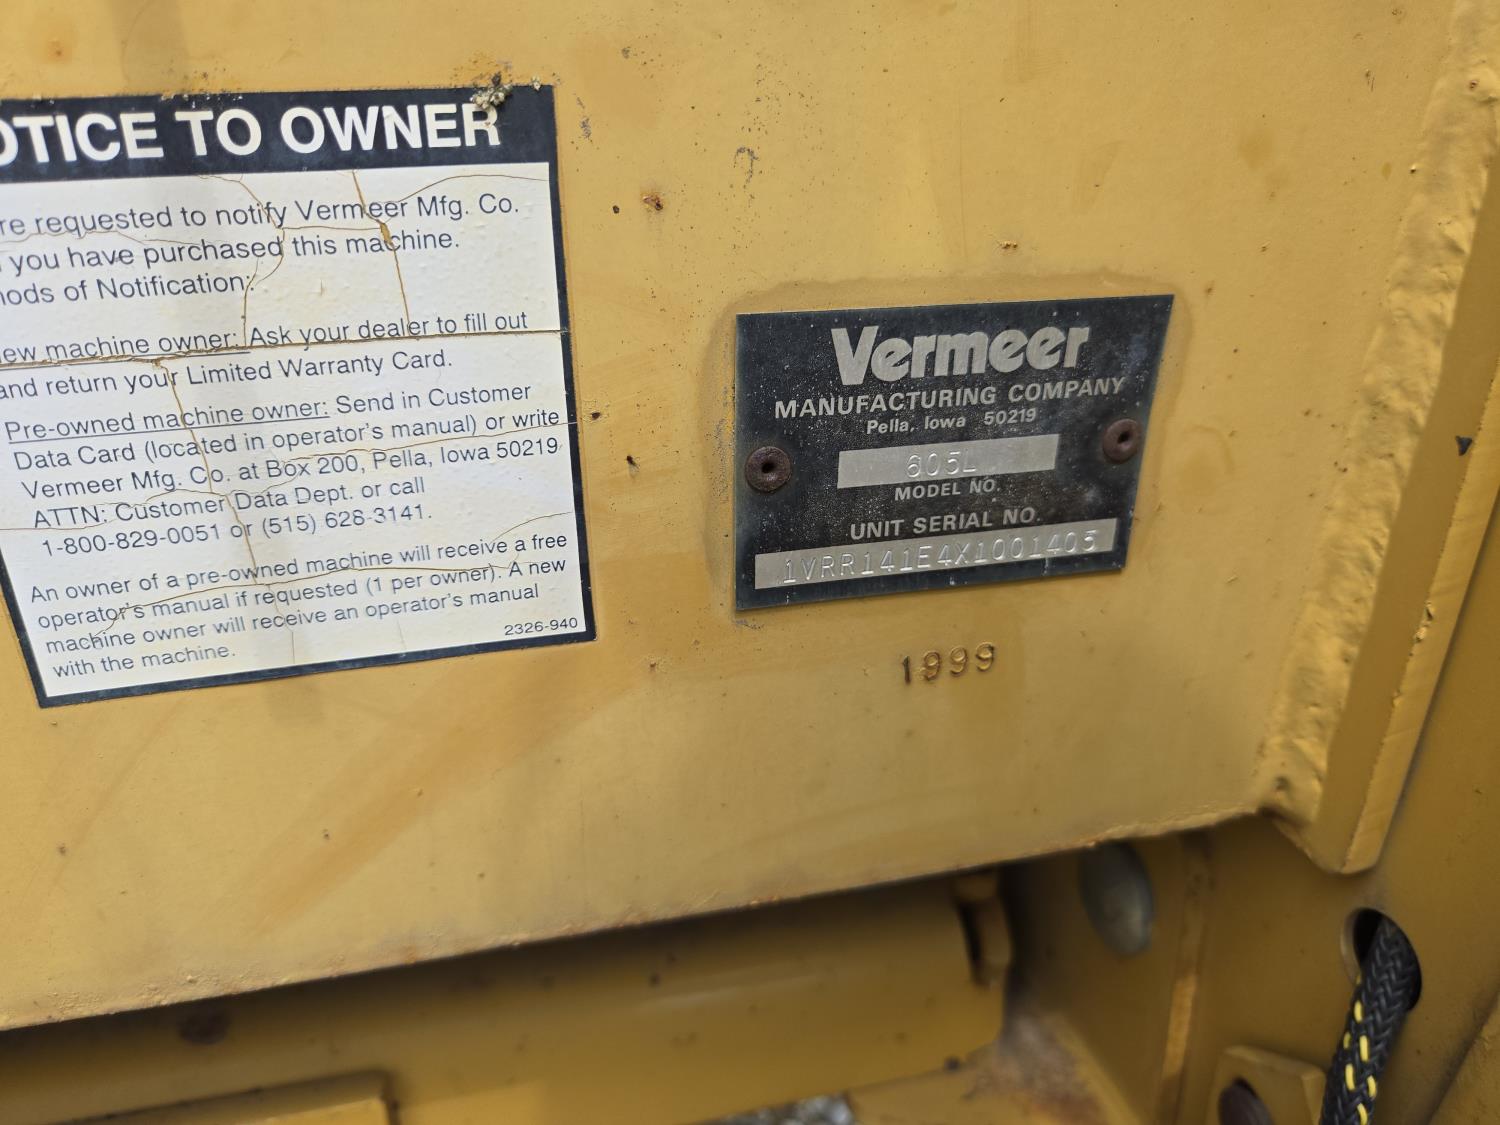 OTICE TO OWNER
re requested to notify Vermeer Mfg. Co.
you have purchased this machine.
hods of Notification:
ew machine owner: Ask your dealer to fill out
and return your Limited Warranty Card.
Pre-owned machine owner: Send in Customer
Data Card (located in operator's manual) or write
Vermeer Mfg. Co. at Box 200, Pella, Iowa 50219
ATTN: Customer Data Dept. or call
1-800-829-0051 or (515) 628-3141.
An owner of a pre-owned machine will receive a free
operator's manual if requested (1 per owner). A new
machine owner will receive an operator's manual
with the machine.
2326-940
Vermeer
MANUFACTURING COMPANY
Pella, Iowa 50219
605L
MODEL NO.
UNIT SERIAL NO.
1VRR141E4X1001405
1999